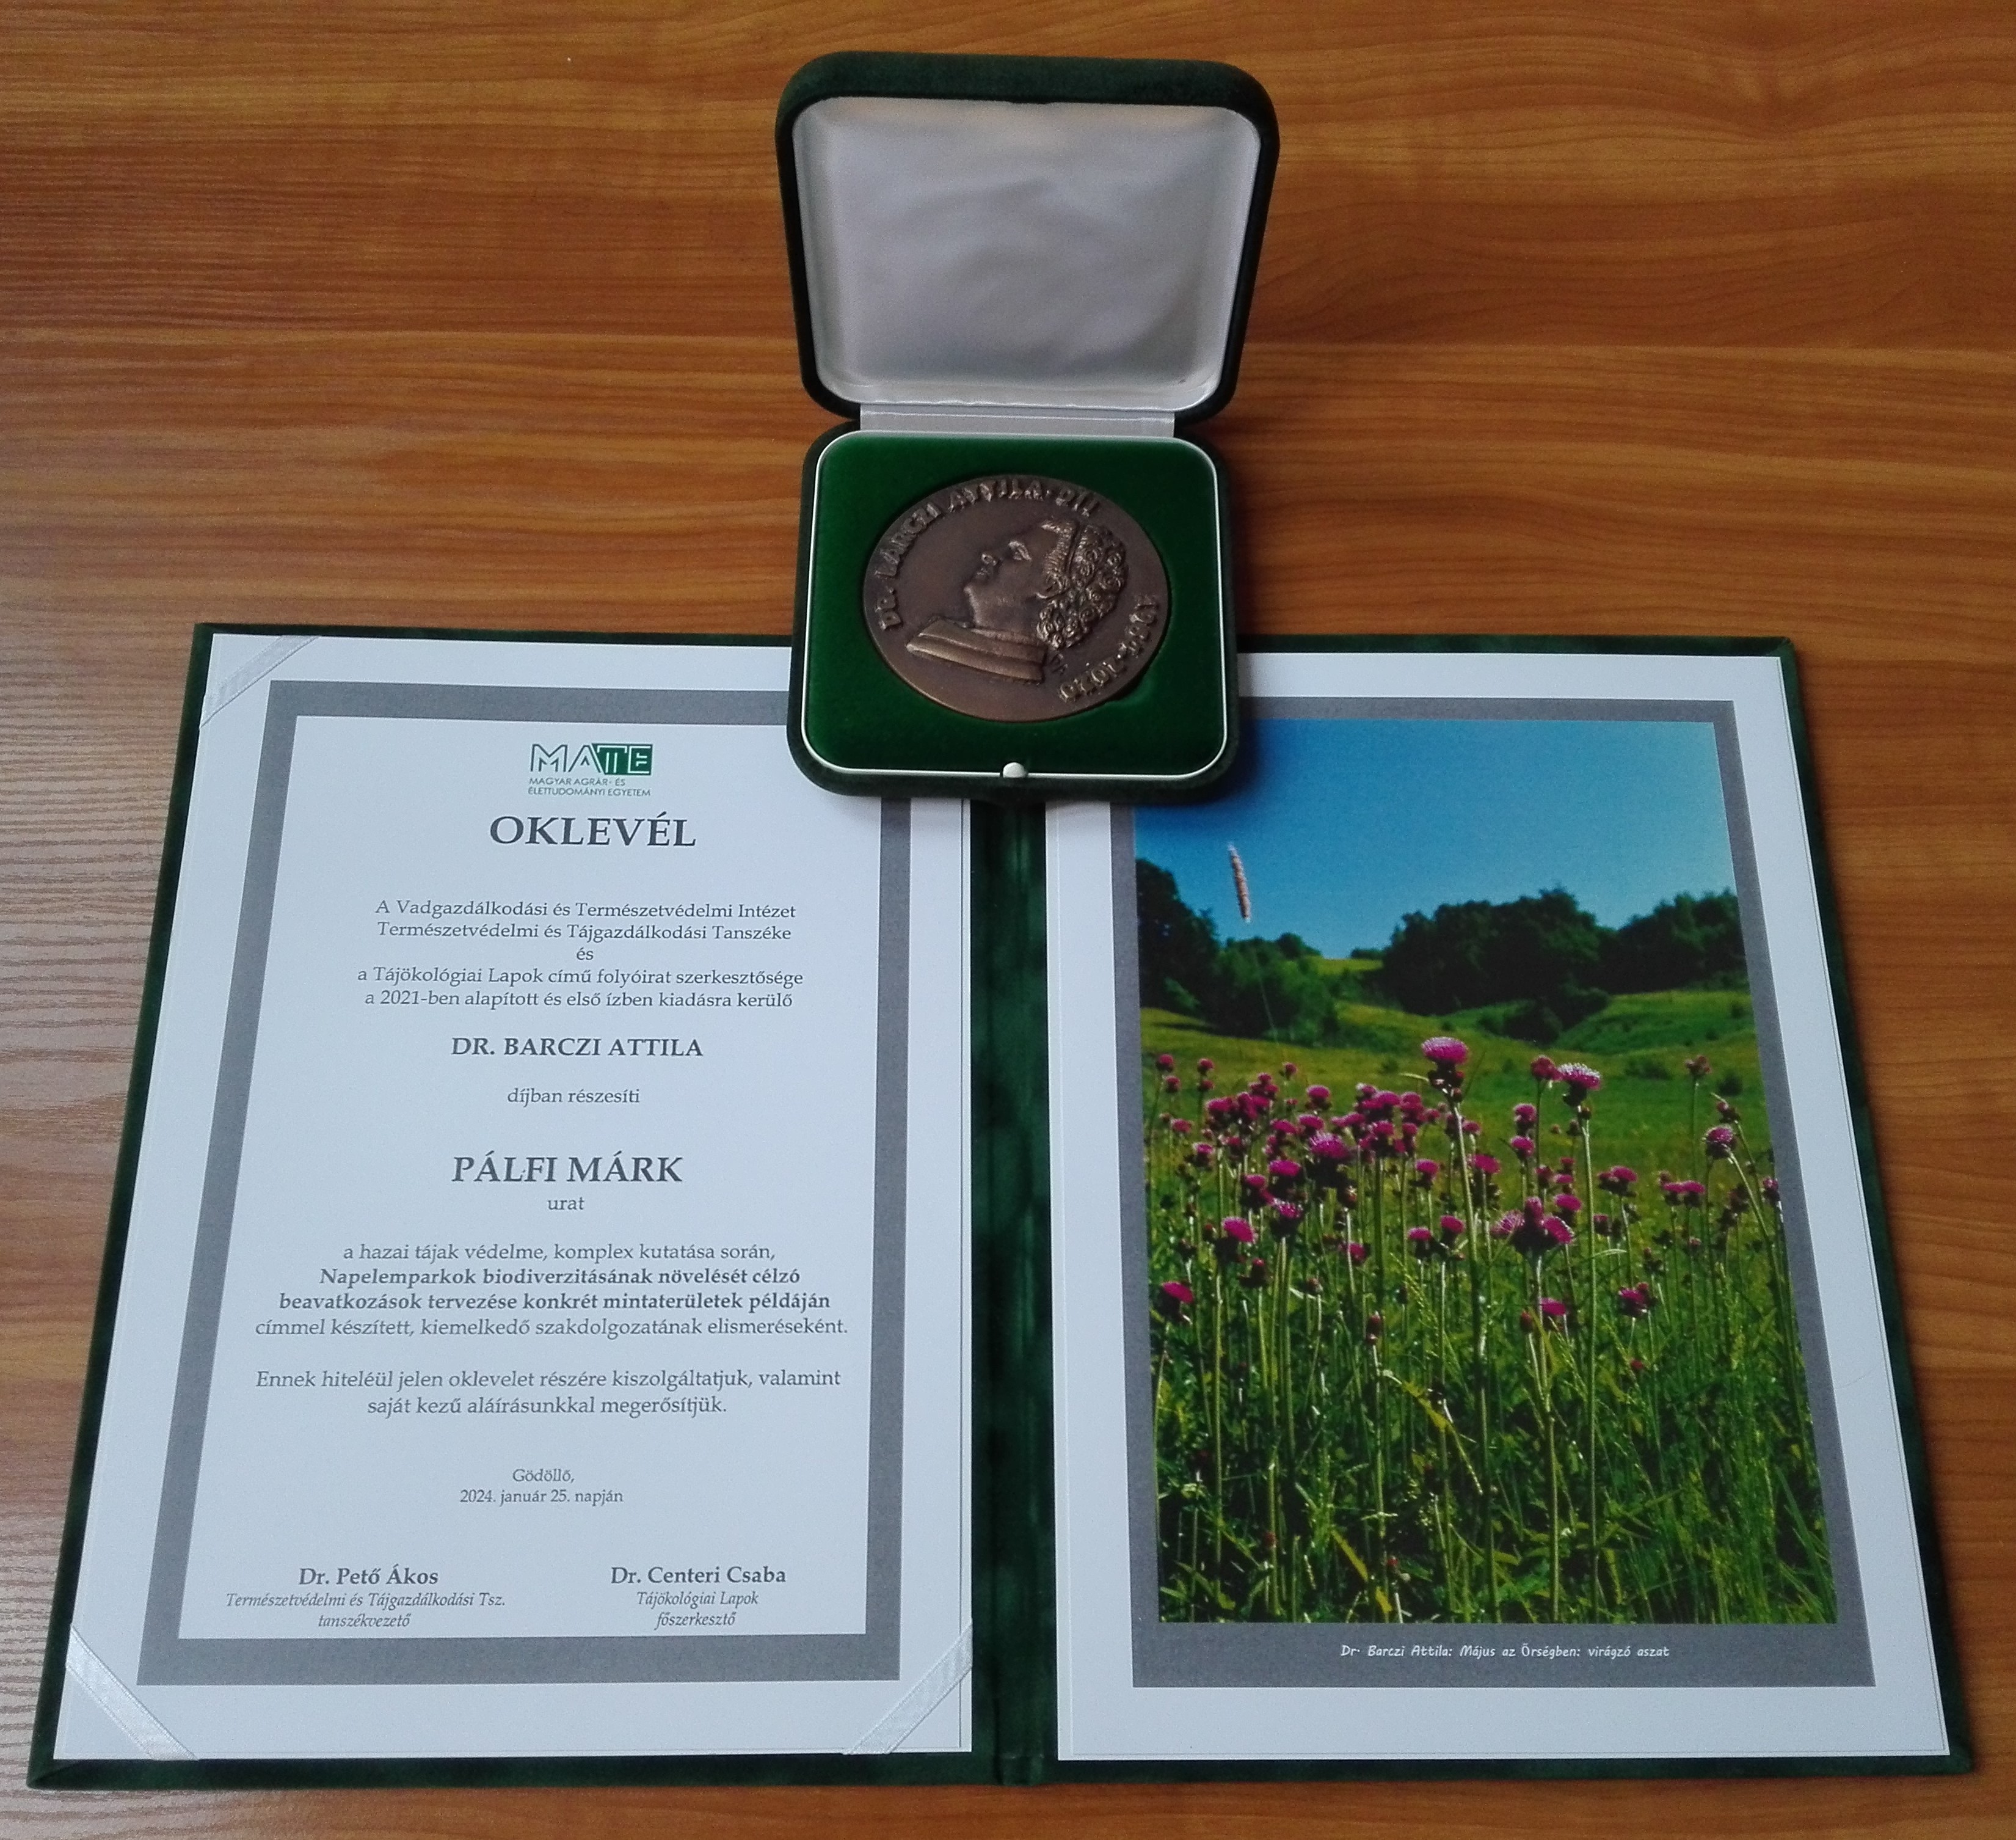 DR. BARCZI ATTILA-DÍJ
MATE
MAGYAR AGRÁR- ÉS
ÉLETTUDOMÁNYI EGYETEM
OKLEVÉL
A Vadgazdálkodási és Természetvédelmi Intézet
Természetvédelmi és Tájgazdálkodási Tanszéke
és
a Tájökológiai Lapok című folyóirat szerkesztősége
a 2021-ben alapított és első ízben kiadásra kerülő
DR. BARCZI ATTILA
díjban részesíti
PÁLFI MÁRK
urat
a hazai tájak védelme, komplex kutatása során,
Napelemparkok biodiverzitásának növelését célzó
beavatkozások tervezése konkrét mintaterületek példáján
címmel készített, kiemelkedő szakdolgozatának elismeréseként.
Ennek hiteléül jelen oklevelet részére kiszolgáltatjuk, valamint
saját kezű aláírásunkkal megerősítjük.
Gödöllő,
2024. január 25. napján
Dr. Pető Ákos
Természetvédelmi és Tájgazdálkodási Tsz.
tanszékvezető
Dr. Centeri Csaba
Tájökológiai Lapok
főszerkesztő
Dr. Barczi Attila: Május az Őrségben: virágzó aszat